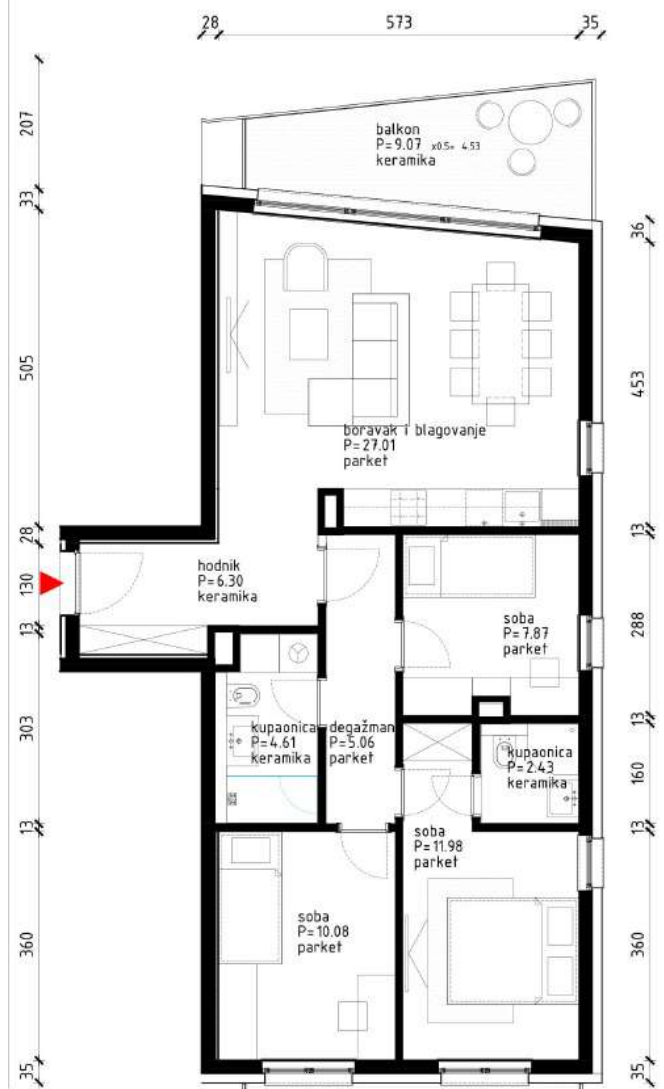 28
573
35
207
33
505
28
130
13
303
13
360
35
36
453
13
288
13
160
13
360
35
balkon
P=9.07 x0.5= 4.53
keramika
boravak i blagovanje
P=27.01
parket
hodnik
P=6.30
keramika
soba
P=7.87
parket
kupaonica
P=4.61
keramika
degažman
P=5.06
parket
kupaonica
P=2.43
keramika
soba
P=11.98
parket
soba
P=10.08
parket